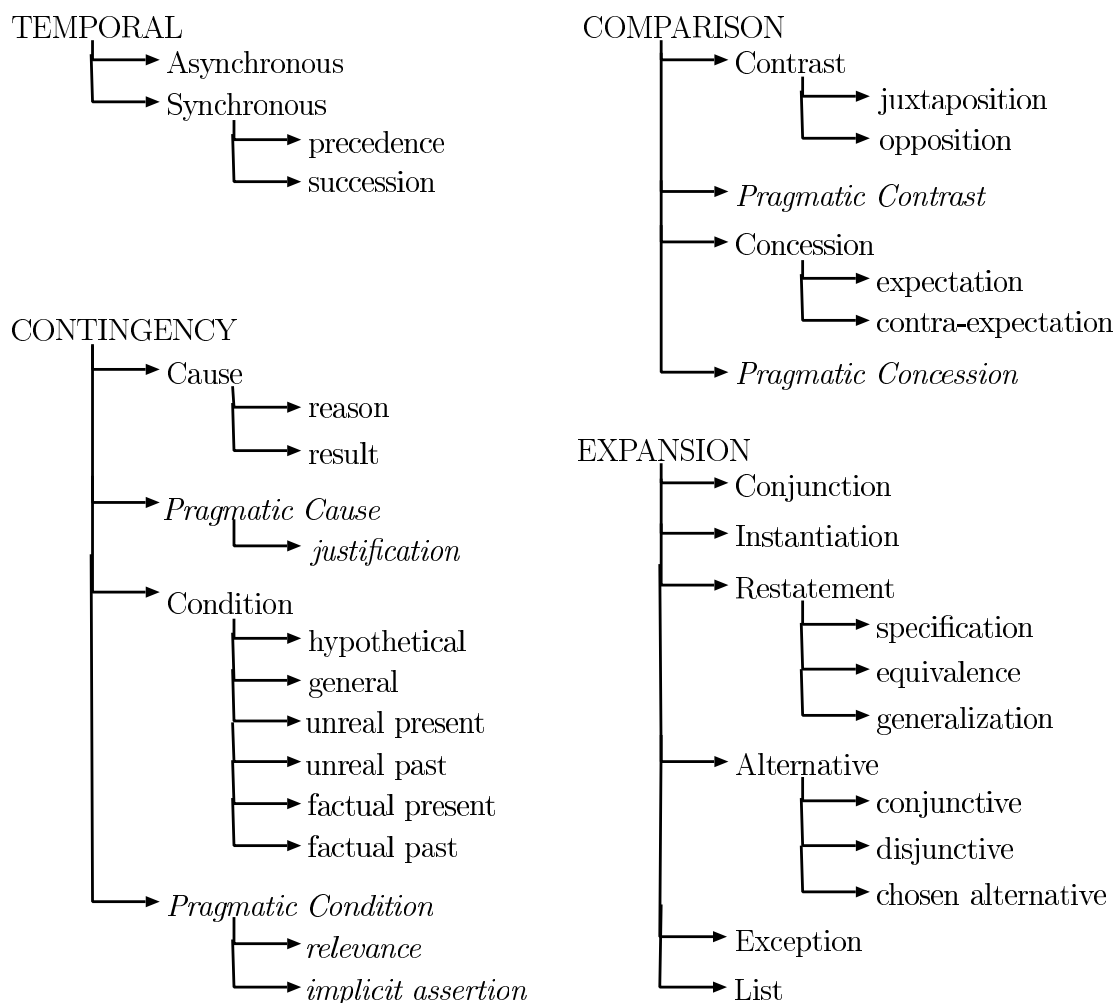 TEMPORAL
Asynchronous
Synchronous
precedence
succession
CONTINGENCY
Cause
reason
result
Pragmatic Cause
justification
Condition
hypothetical
general
unreal present
unreal past
factual present
factual past
Pragmatic Condition
relevance
implicit assertion
COMPARISON
Contrast
juxtaposition
opposition
Pragmatic Contrast
Concession
expectation
contra-expectation
Pragmatic Concession
EXPANSION
Conjunction
Instantiation
Restatement
specification
equivalence
generalization
Alternative
conjunctive
disjunctive
chosen alternative
Exception
List